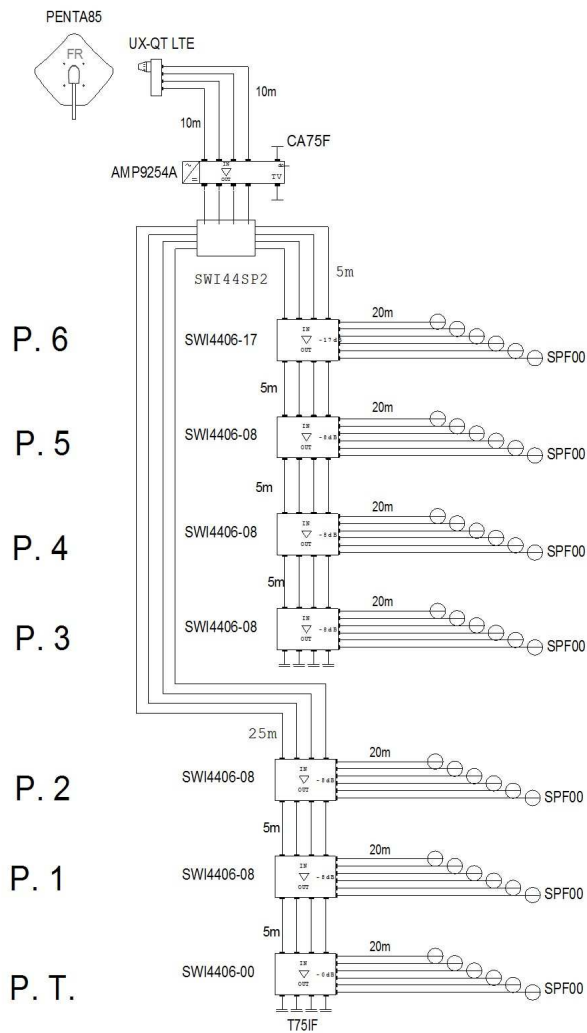 PENTA85
FR
UX-QT LTE
10m
10m
CA75F
AMP9254A
IN
OUT
TV
SWI44SP2
5m
P. 6
SWI4406-17
IN
OUT
-17dB
20m
SPF00
5m
P. 5
SWI4406-08
IN
OUT
-8dB
20m
SPF00
5m
P. 4
SWI4406-08
IN
OUT
-8dB
20m
SPF00
5m
P. 3
SWI4406-08
IN
OUT
-8dB
20m
SPF00
25m
P. 2
SWI4406-08
IN
OUT
-8dB
20m
SPF00
5m
P. 1
SWI4406-08
IN
OUT
-8dB
20m
SPF00
5m
P. T.
SWI4406-00
IN
OUT
-0dB
20m
SPF00
T75IF